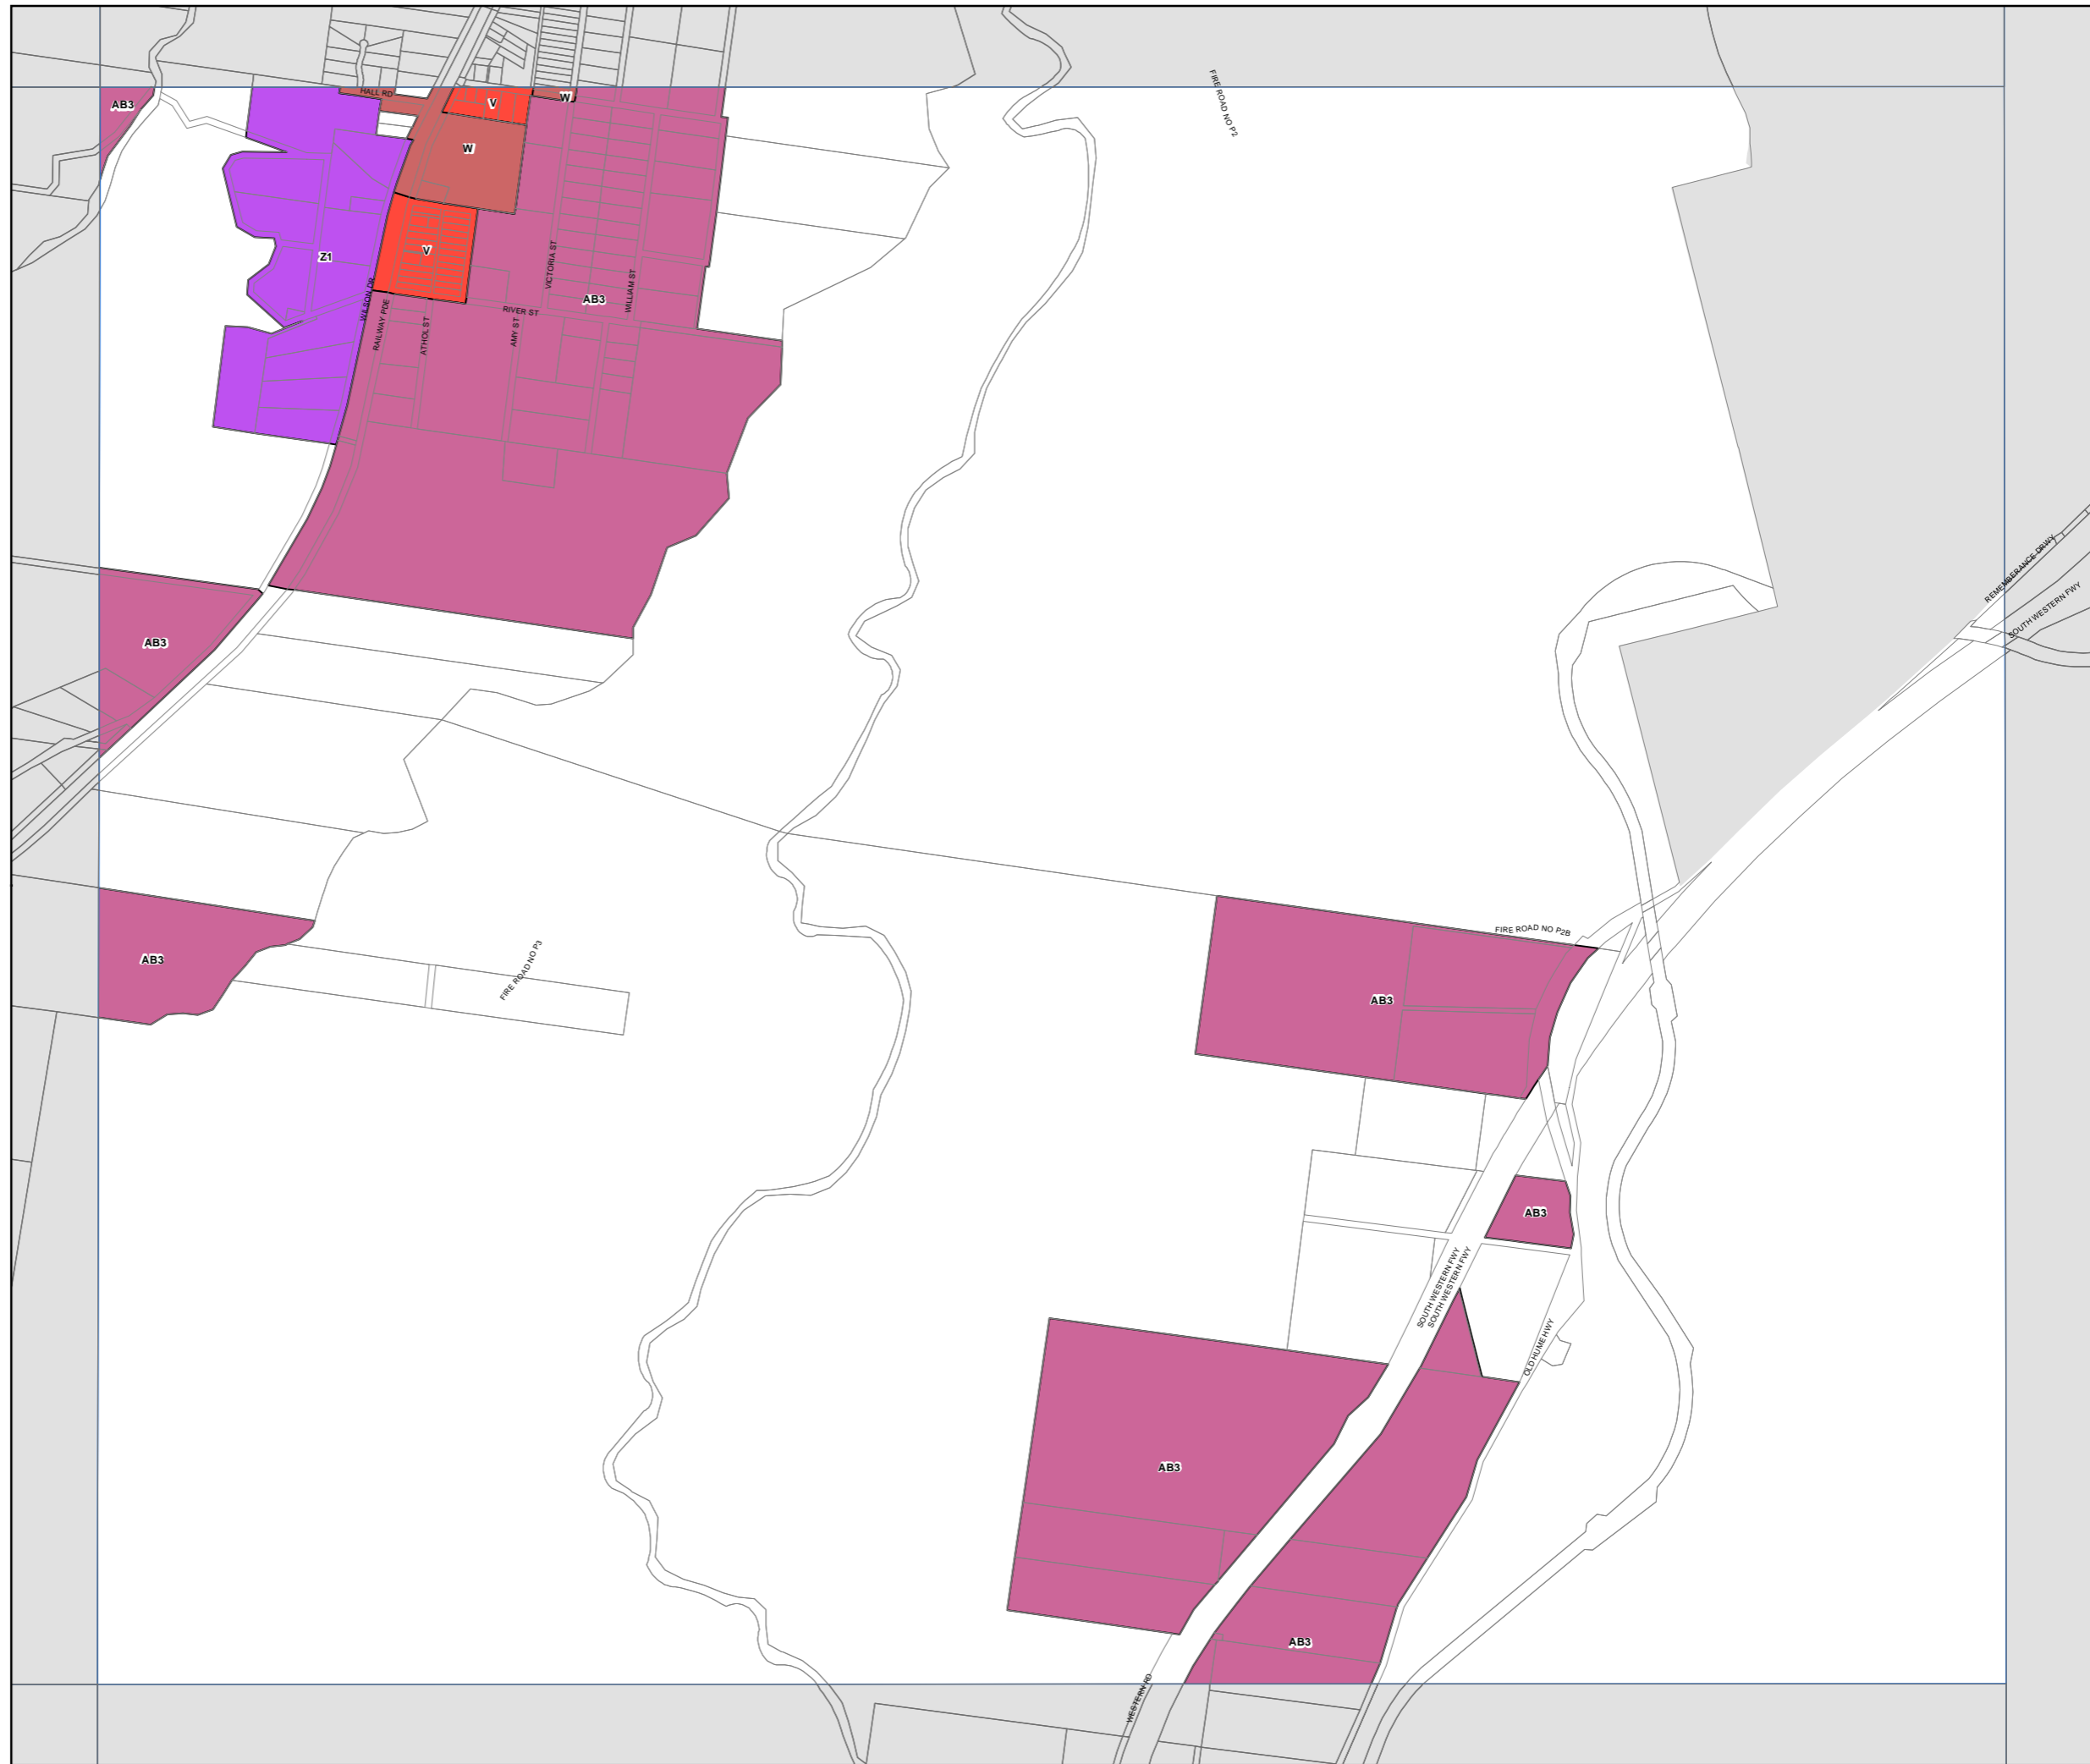 AB3
HALL RD
V
W
FIRE ROAD NO P2
W
V
Z1
VICTORIA ST
WILLIAM ST
AB3
WILSON DR
RAILWAY PDE
RIVER ST
ATHOL ST
AMY ST
REMEMBERANCE DRWY
SOUTH WESTERN FWY
AB3
FIRE ROAD NO P2B
AB3
FIRE ROAD NO P3
AB3
AB3
SOUTH WESTERN FWY
SOUTH WESTERN FWY
OLD HUME HWY
AB3
AB3
WESTERN RD